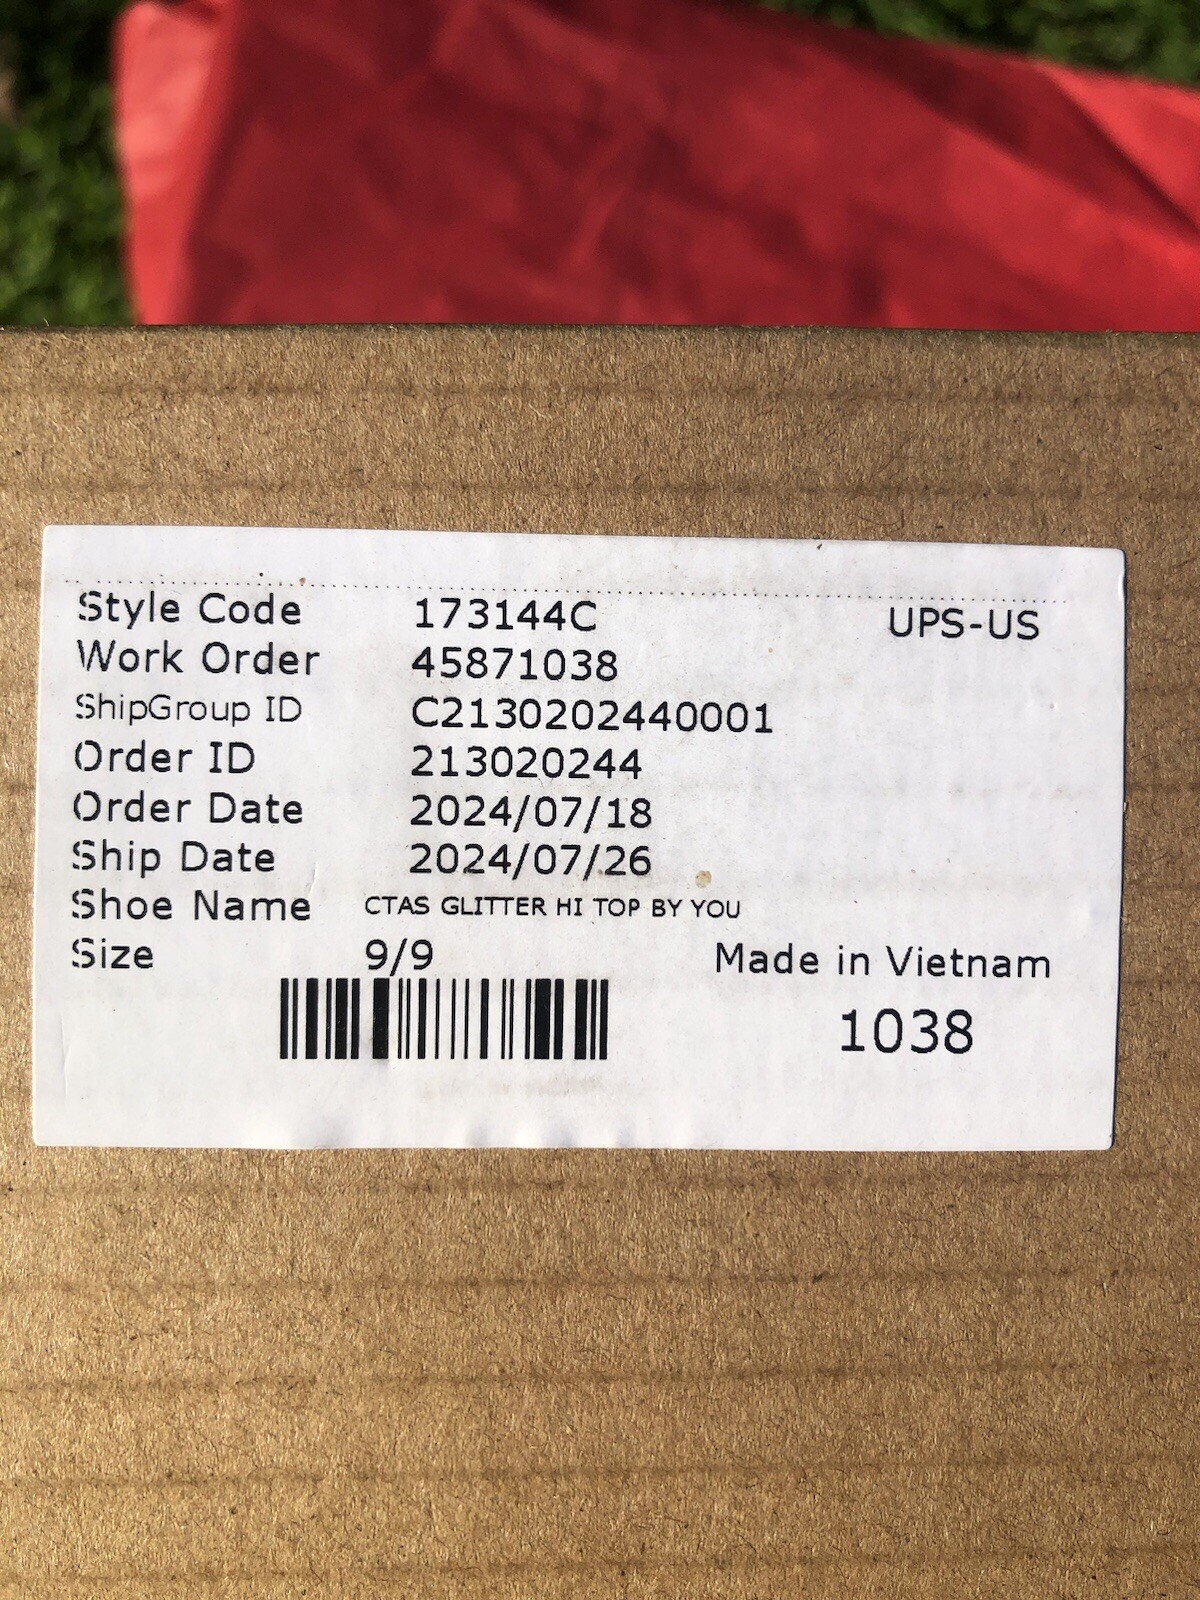 Style Code 173144C UPS-US
Work Order 45871038
ShipGroup ID C2130202440001
Order ID 213020244
Order Date 2024/07/18
Ship Date 2024/07/26
Shoe Name CTAS GLITTER HI TOP BY YOU
Size 9/9 Made in Vietnam
1038